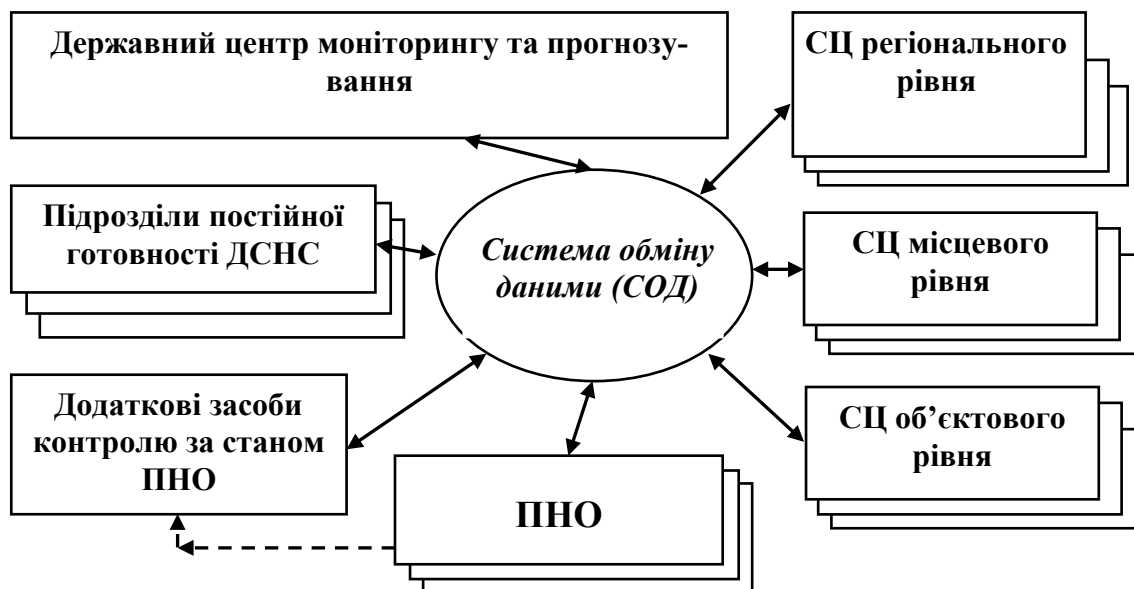 Державний центр моніторингу та прогнозу-
вання
СЦ регіонального
рівня
Підрозділи постійної
готовності ДСНС
Система обміну
даними (СОД)
СЦ місцевого
рівня
Додаткові засоби
контролю за станом
ПНО
ПНО
СЦ об’єктового
рівня